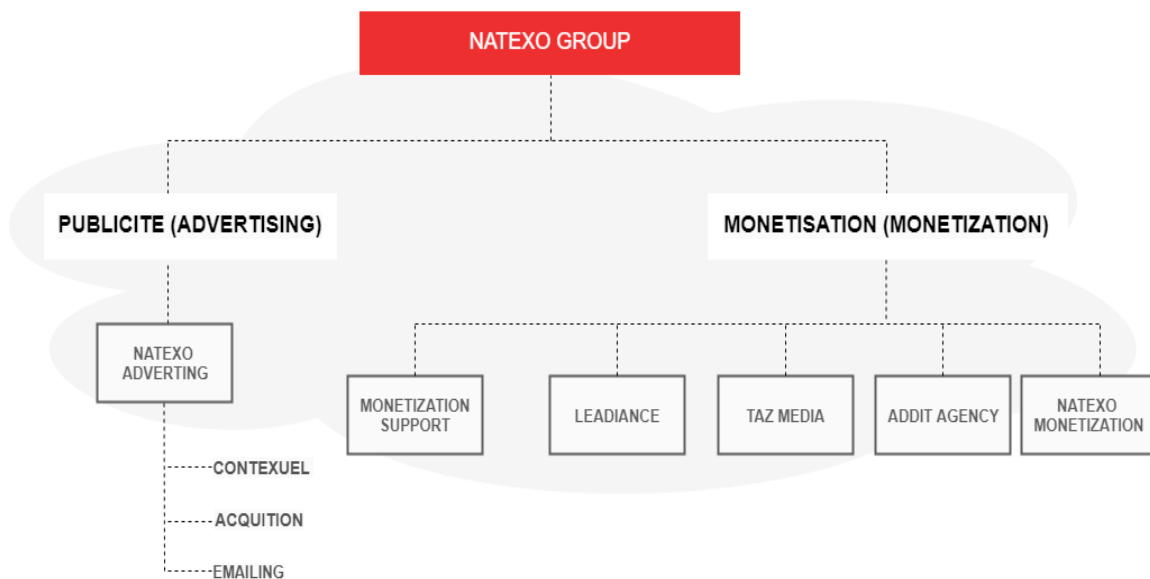 NATEXO GROUP
PUBLICITE (ADVERTISING)
MONETISATION (MONETIZATION)
NATEXO
ADVERTING
MONETIZATION
SUPPORT
LEADIANCE
TAZ MEDIA
ADDIT AGENCY
NATEXO
MONETIZATION
CONTEXUEL
ACQUITION
EMAILING